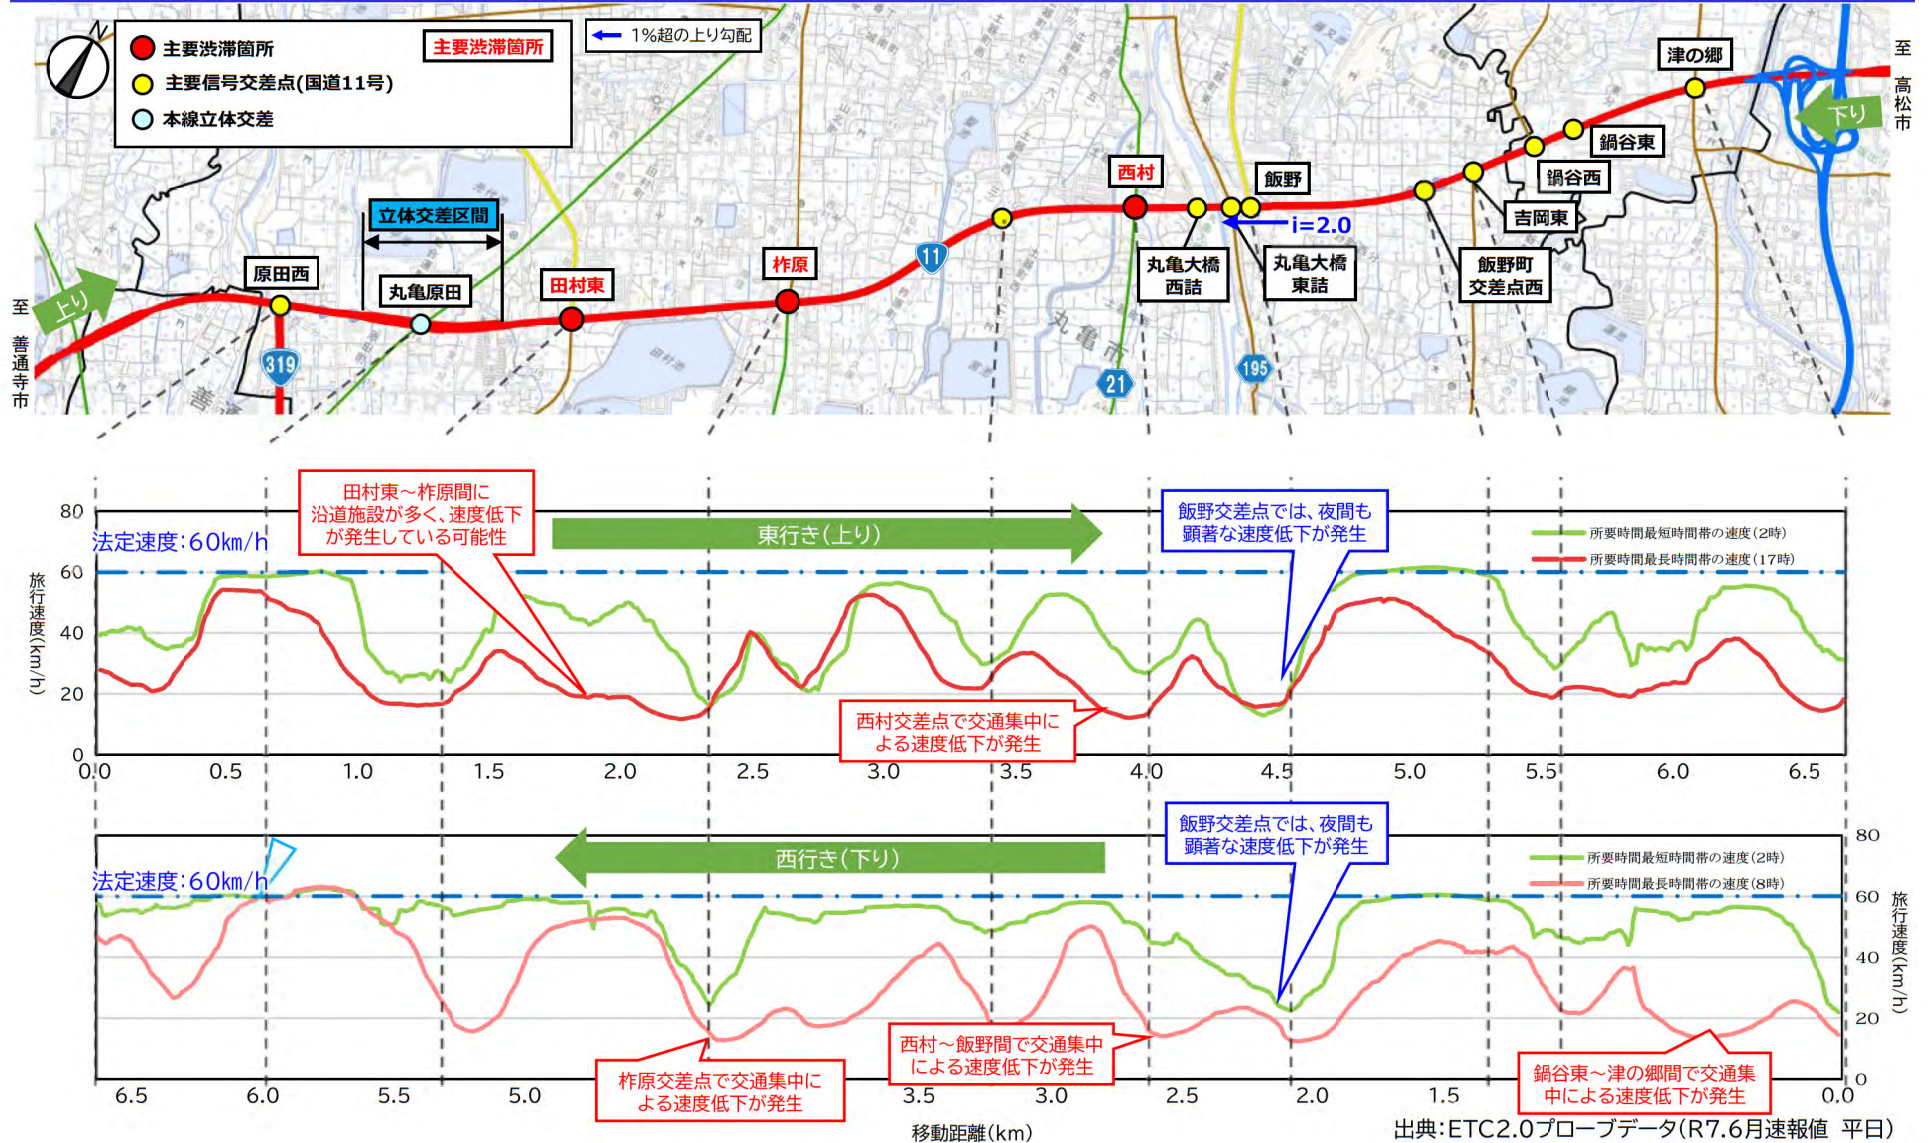 N
主要渋滞箇所
主要信号交差点(国道11号)
本線立体交差
主要渋滞箇所
1%超の上り勾配
津の郷
至 高松市
下り
鍋谷東
鍋谷西
吉岡東
飯野町
交差点西
飯野
西村
i=2.0
丸亀大橋
西詰
丸亀大橋
東詰
11
21
195
丸亀市
柞原
田村東
立体交差区間
丸亀原田
原田西
319
上り
至 善通寺市
田村池
田村東~柞原間に
沿道施設が多く、速度低下
が発生している可能性
東行き(上り)
飯野交差点では、夜間も
顕著な速度低下が発生
所要時間最短時間帯の速度(2時)
所要時間最長時間帯の速度(17時)
法定速度:60km/h
旅行速度(km/h)
80
60
40
20
0
西村交差点で交通集中に
よる速度低下が発生
0.0 0.5 1.0 1.5 2.0 2.5 3.0 3.5 4.0 4.5 5.0 5.5 6.0 6.5
西行き(下り)
飯野交差点では、夜間も
顕著な速度低下が発生
所要時間最短時間帯の速度(2時)
所要時間最長時間帯の速度(8時)
法定速度:60km/h
80
60
40
20
0
旅行速度(km/h)
柞原交差点で交通集中に
よる速度低下が発生
西村~飯野間で交通集中
による速度低下が発生
鍋谷東~津の郷間で交通集
中による速度低下が発生
6.5 6.0 5.5 5.0 3.5 3.0 2.5 2.0 1.5 0.0
移動距離(km)
出典:ETC2.0プローブデータ(R7.6月速報値 平日)